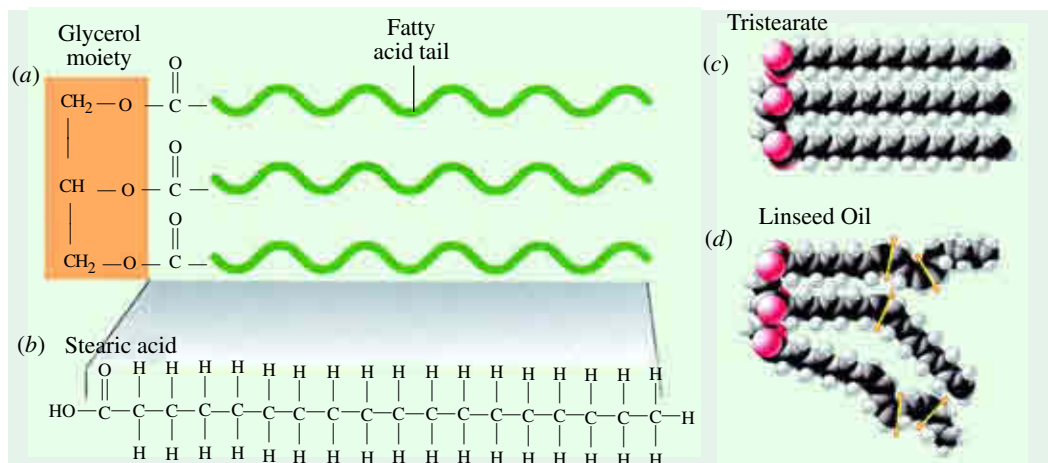 Glycerol
moiety
Fatty
acid tail
(a)
O
CH2 — O — C —
O
CH — O — C —
O
CH2 — O — C —
(b) Stearic acid
O H H H H H H H H H H H H H H H H H
HO — C — C — C — C — C — C — C — C — C — C — C — C — C — C — C — C — C — C — H
H H H H H H H H H H H H H H H H H
Tristearate
(c)
Linseed Oil
(d)